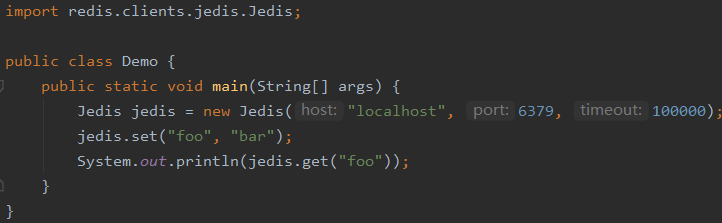 import redis.clients.jedis.Jedis;
public class Demo {
public static void main(String[] args) {
Jedis jedis = new Jedis( host: "localhost", port: 6379, timeout: 100000);
jedis.set("foo", "bar");
System.out.println(jedis.get("foo"));
}
}